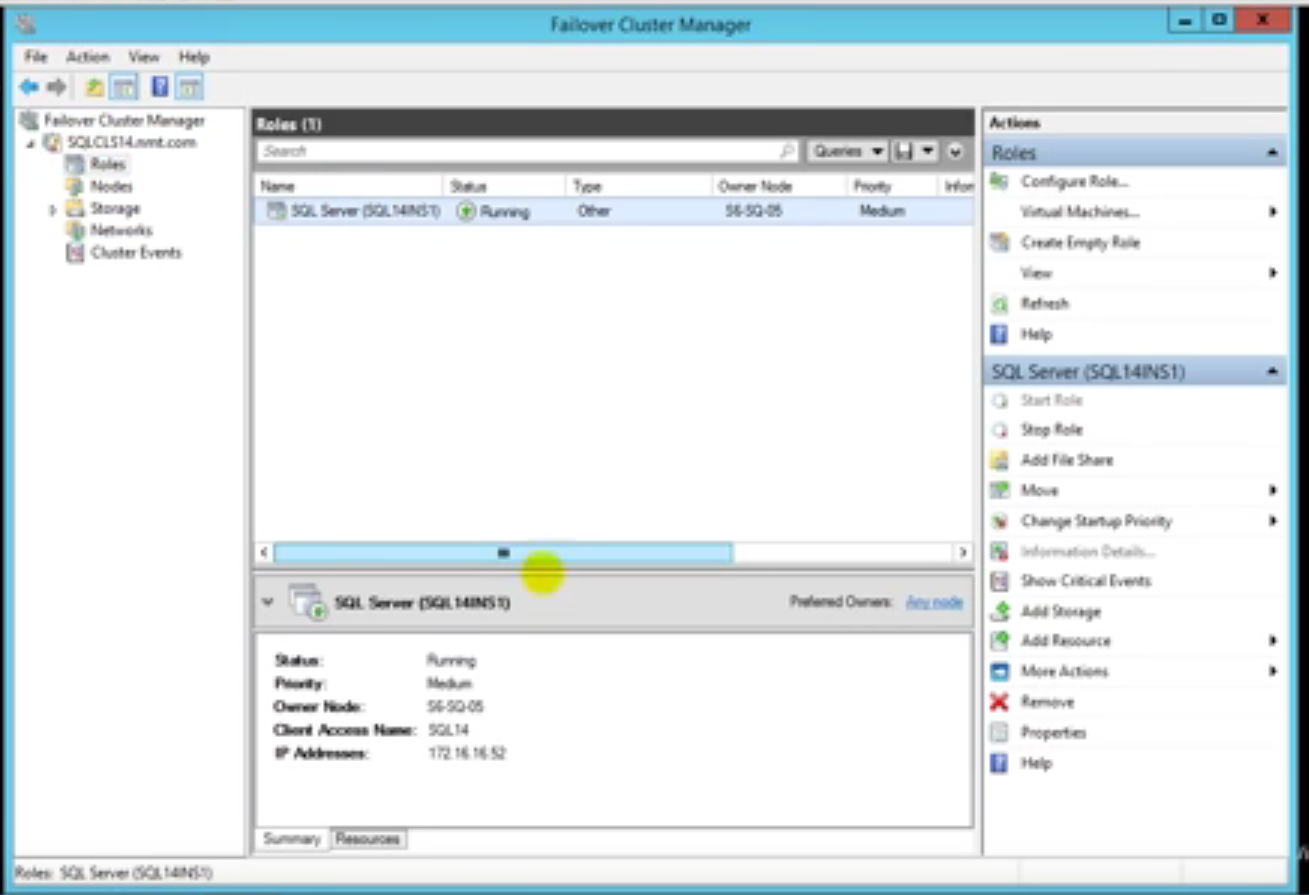 Failover Cluster Manager
File Action View Help
Failover Cluster Manager
SQLCLS14.nmt.com
Roles
Nodes
Storage
Networks
Cluster Events
Roles (1)
Search
Queries
Name Status Type Owner Node Priority Infor
SQL Server (SQL14INS1) Running Other S6-SQ-05 Medium
SQL Server (SQL14INS1) Preferred Owners: Any node
Status: Running
Priority: Medium
Owner Node: S6-SQ-05
Client Access Name: SQL14
IP Addresses: 172.16.16.52
Summary Resources
Actions
Roles
Configure Role...
Virtual Machines...
Create Empty Role
View
Refresh
Help
SQL Server (SQL14INS1)
Start Role
Stop Role
Add File Share
Move
Change Startup Priority
Information Details...
Show Critical Events
Add Storage
Add Resource
More Actions
Remove
Properties
Help
Roles: SQL Server (SQL14INS1)